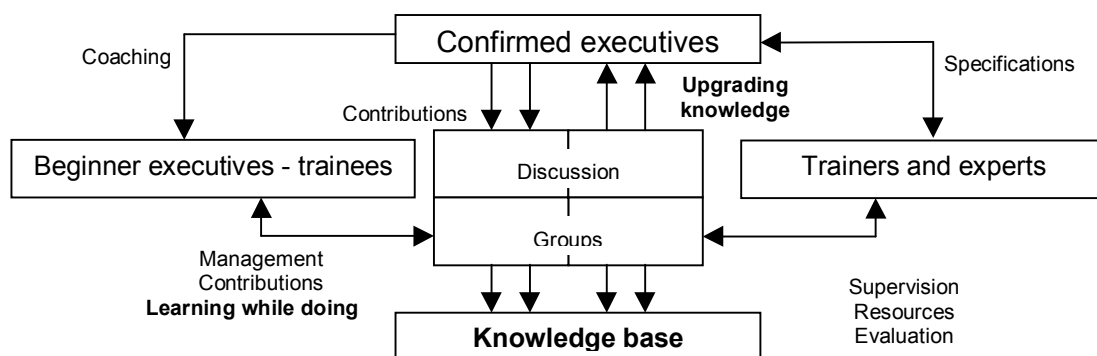 Confirmed executives
Coaching
Specifications
Upgrading
knowledge
Contributions
Beginner executives - trainees
Discussion
Trainers and experts
Groups
Management
Contributions
Learning while doing
Supervision
Resources
Evaluation
Knowledge base